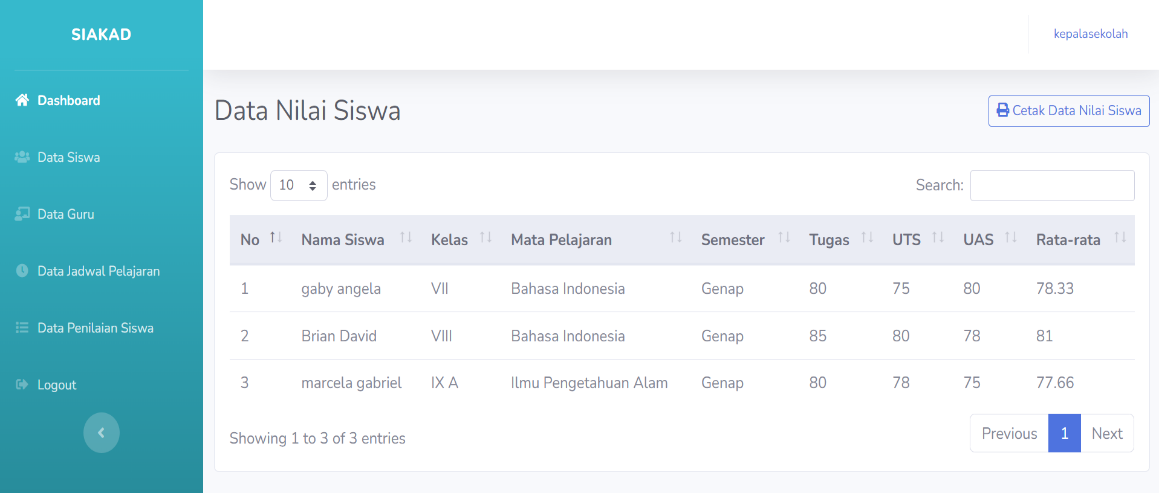 SIAKAD
kepalasekolah
Dashboard
Data Siswa
Data Guru
Data Jadwal Pelajaran
Data Penilaian Siswa
Logout
Data Nilai Siswa
Cetak Data Nilai Siswa
Show 10 entries
Search:
No Nama Siswa Kelas Mata Pelajaran Semester Tugas UTS UAS Rata-rata
1 gaby angela VII Bahasa Indonesia Genap 80 75 80 78.33
2 Brian David VIII Bahasa Indonesia Genap 85 80 78 81
3 marcela gabriel IX A Ilmu Pengetahuan Alam Genap 80 78 75 77.66
Showing 1 to 3 of 3 entries
Previous 1 Next